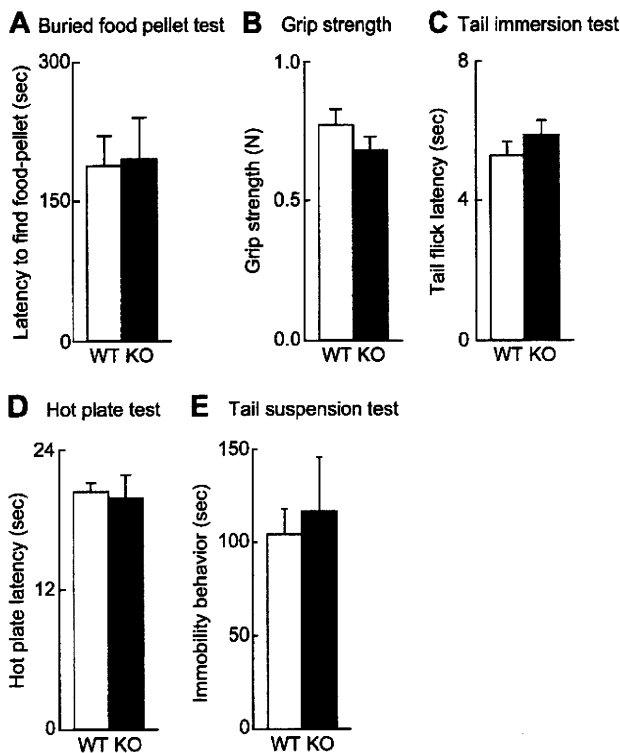 A Buried food pellet test
Latency to find food-pellet (sec)
300
150
0
WT KO
B Grip strength
Grip strength (N)
1.0
0.5
0.0
WT KO
C Tail immersion test
Tail flick latency (sec)
8
4
0
WT KO
D Hot plate test
Hot plate latency (sec)
24
12
0
WT KO
E Tail suspension test
Immobility behavior (sec)
150
100
50
0
WT KO